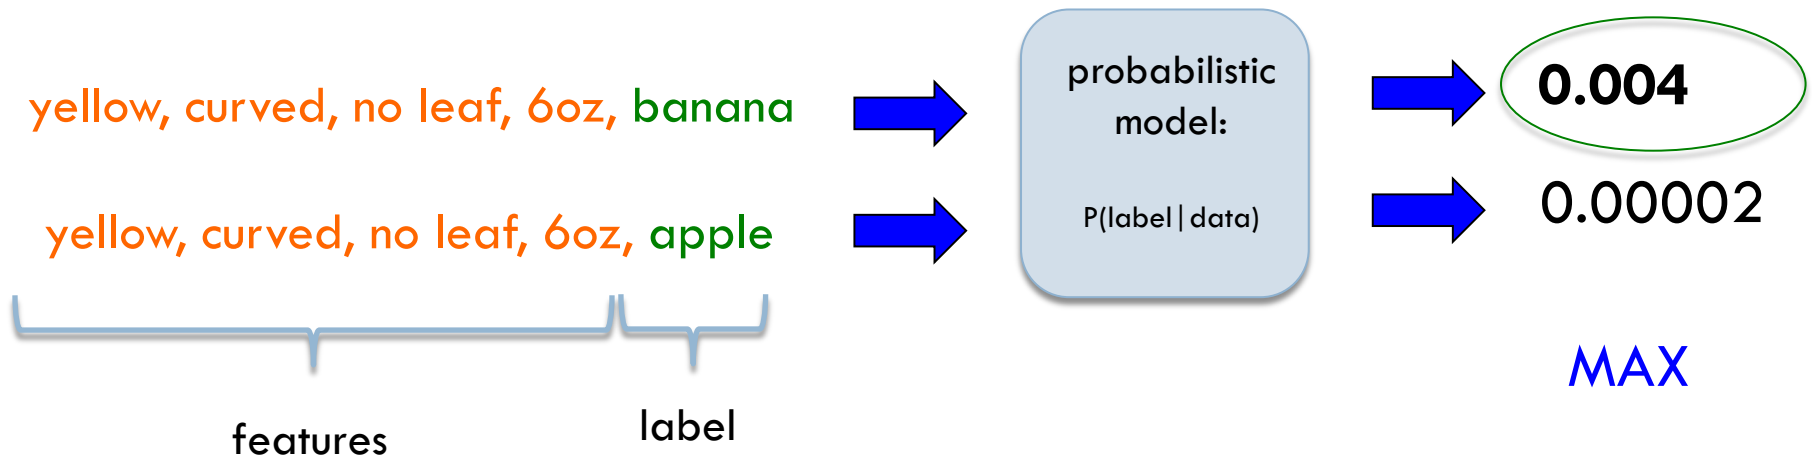 yellow, curved, no leaf, 6oz, banana
yellow, curved, no leaf, 6oz, apple
features
label
probabilistic
model:
P(label|data)
0.004
0.00002
MAX